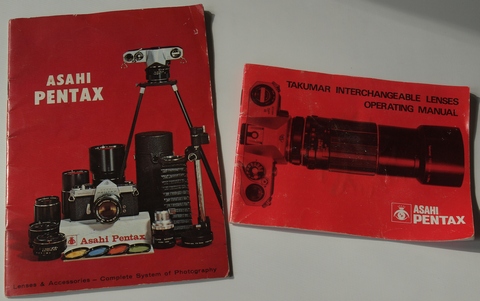 ASAHI
PENTAX
Asahi Pentax
Lenses & Accessories – Complete System of Photography
TAKUMAR INTERCHANGEABLE LENSES
OPERATING MANUAL
ASAHI
PENTAX